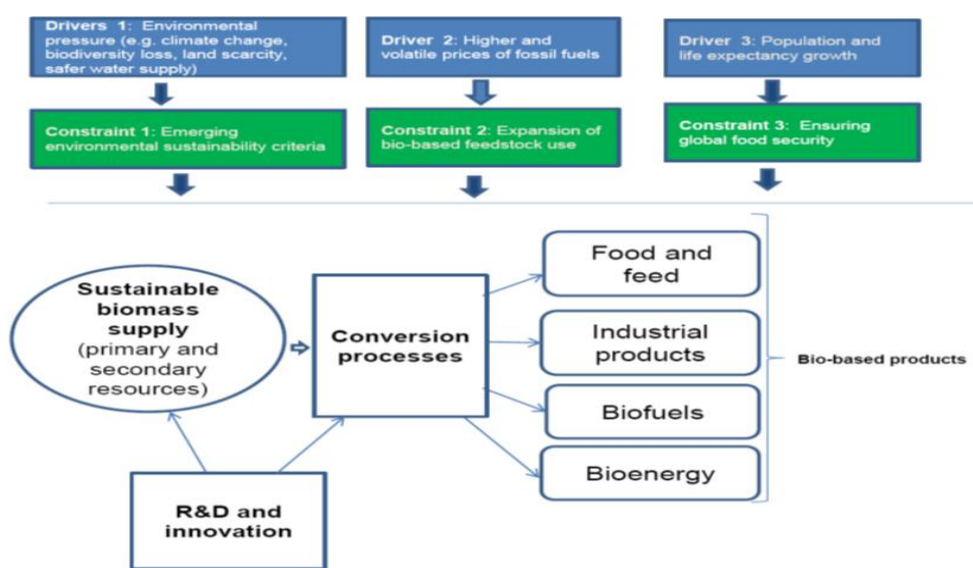 Drivers 1: Environmental
pressure (e.g. climate change,
biodiversity loss, land scarcity,
safer water supply)
Driver 2: Higher and
volatile prices of fossil fuels
Driver 3: Population and
life expectancy growth
Constraint 1: Emerging
environmental sustainability criteria
Constraint 2: Expansion of
bio-based feedstock use
Constraint 3: Ensuring
global food security
Sustainable
biomass
supply
(primary and
secondary
resources)
Conversion
processes
Food and
feed
Industrial
products
Biofuels
Bioenergy
Bio-based products
R&D and
innovation